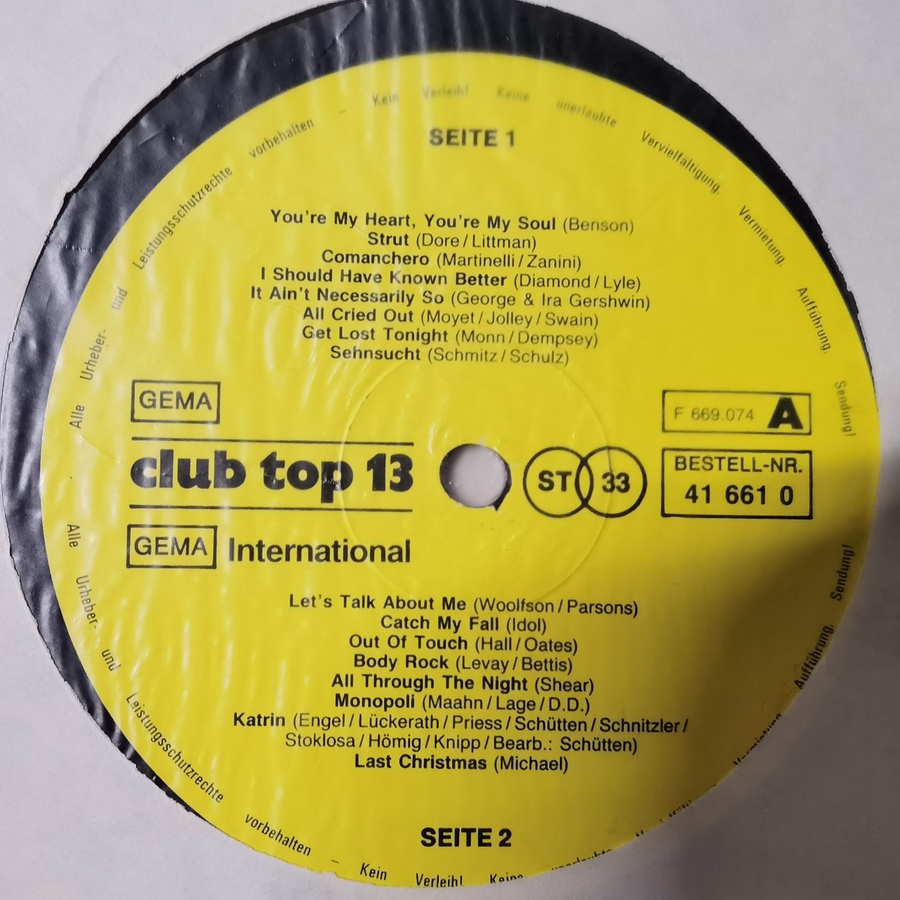 Alle Urheber- und Leistungsschutzrechte vorbehalten – Kein Verleih! Keine unerlaubte Vervielfältigung, Vermietung, Aufführung, Sendung!
SEITE 1
You're My Heart, You're My Soul (Benson)
Strut (Dore/Littman)
Comanchero (Martinelli/Zanini)
I Should Have Known Better (Diamond/Lyle)
It Ain't Necessarily So (George & Ira Gershwin)
All Cried Out (Moyet/Jolley/Swain)
Get Lost Tonight (Monn/Dempsey)
Sehnsucht (Schmitz/Schulz)
GEMA
F 669.074 A
club top 13
ST 33
BESTELL-NR.
41 661 0
GEMA International
Let's Talk About Me (Woolfson/Parsons)
Catch My Fall (Idol)
Out Of Touch (Hall/Oates)
Body Rock (Levay/Bettis)
All Through The Night (Shear)
Monopoli (Maahn/Lage/D.D.)
Katrin (Engel/Lückerath/Priess/Schütten/Schnitzler/
Stoklosa/Hömig/Knipp/Bearb.: Schütten)
Last Christmas (Michael)
SEITE 2
Alle Urheber- und Leistungsschutzrechte vorbehalten – Kein Verleih! Keine unerlaubte Vermietung, Aufführung, Sendung!